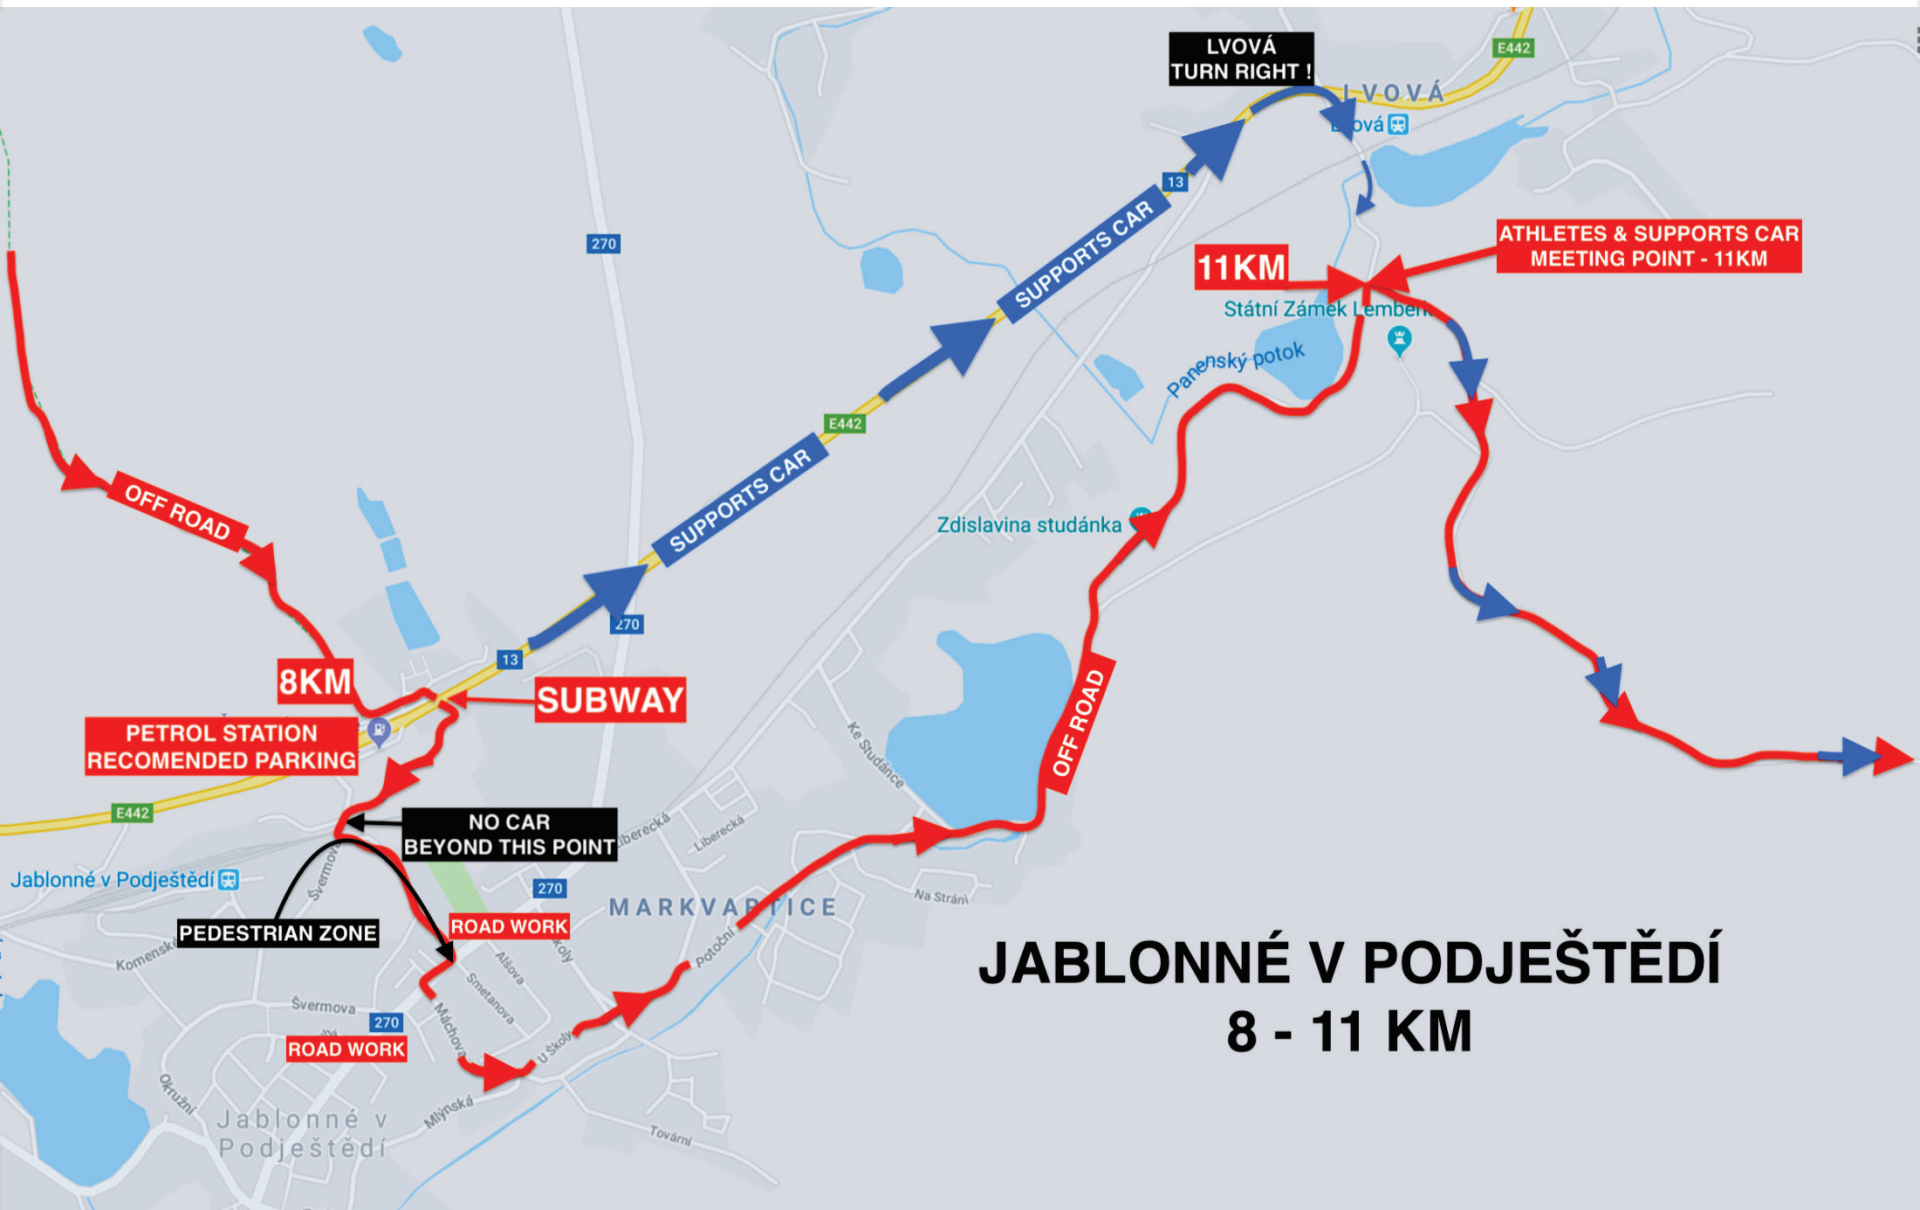 LVOVÁ
TURN RIGHT !
E442
LVOVÁ
13
SUPPORTS CAR
270
ATHLETES & SUPPORTS CAR
MEETING POINT - 11KM
11KM
Státní Zámek Lemberk
Panenský potok
SUPPORTS CAR
E442
OFF ROAD
Zdislavina studánka
270
13
8KM
SUBWAY
PETROL STATION
RECOMENDED PARKING
OFF ROAD
Ke Studánce
E442
NO CAR
BEYOND THIS POINT
Liberecká
Liberecká
Švermova
Jablonné v Podještědí
270
Na Stráni
MARKVARTICE
ROAD WORK
PEDESTRIAN ZONE
Komenské
Potoční
Alšova
Smetanova
Švermova
Máchova
270
ROAD WORK
U Školy
Okružní
Mlýnská
Tovární
Jablonné v
Podještědí
JABLONNÉ V PODJEŠTĚDÍ
8 - 11 KM